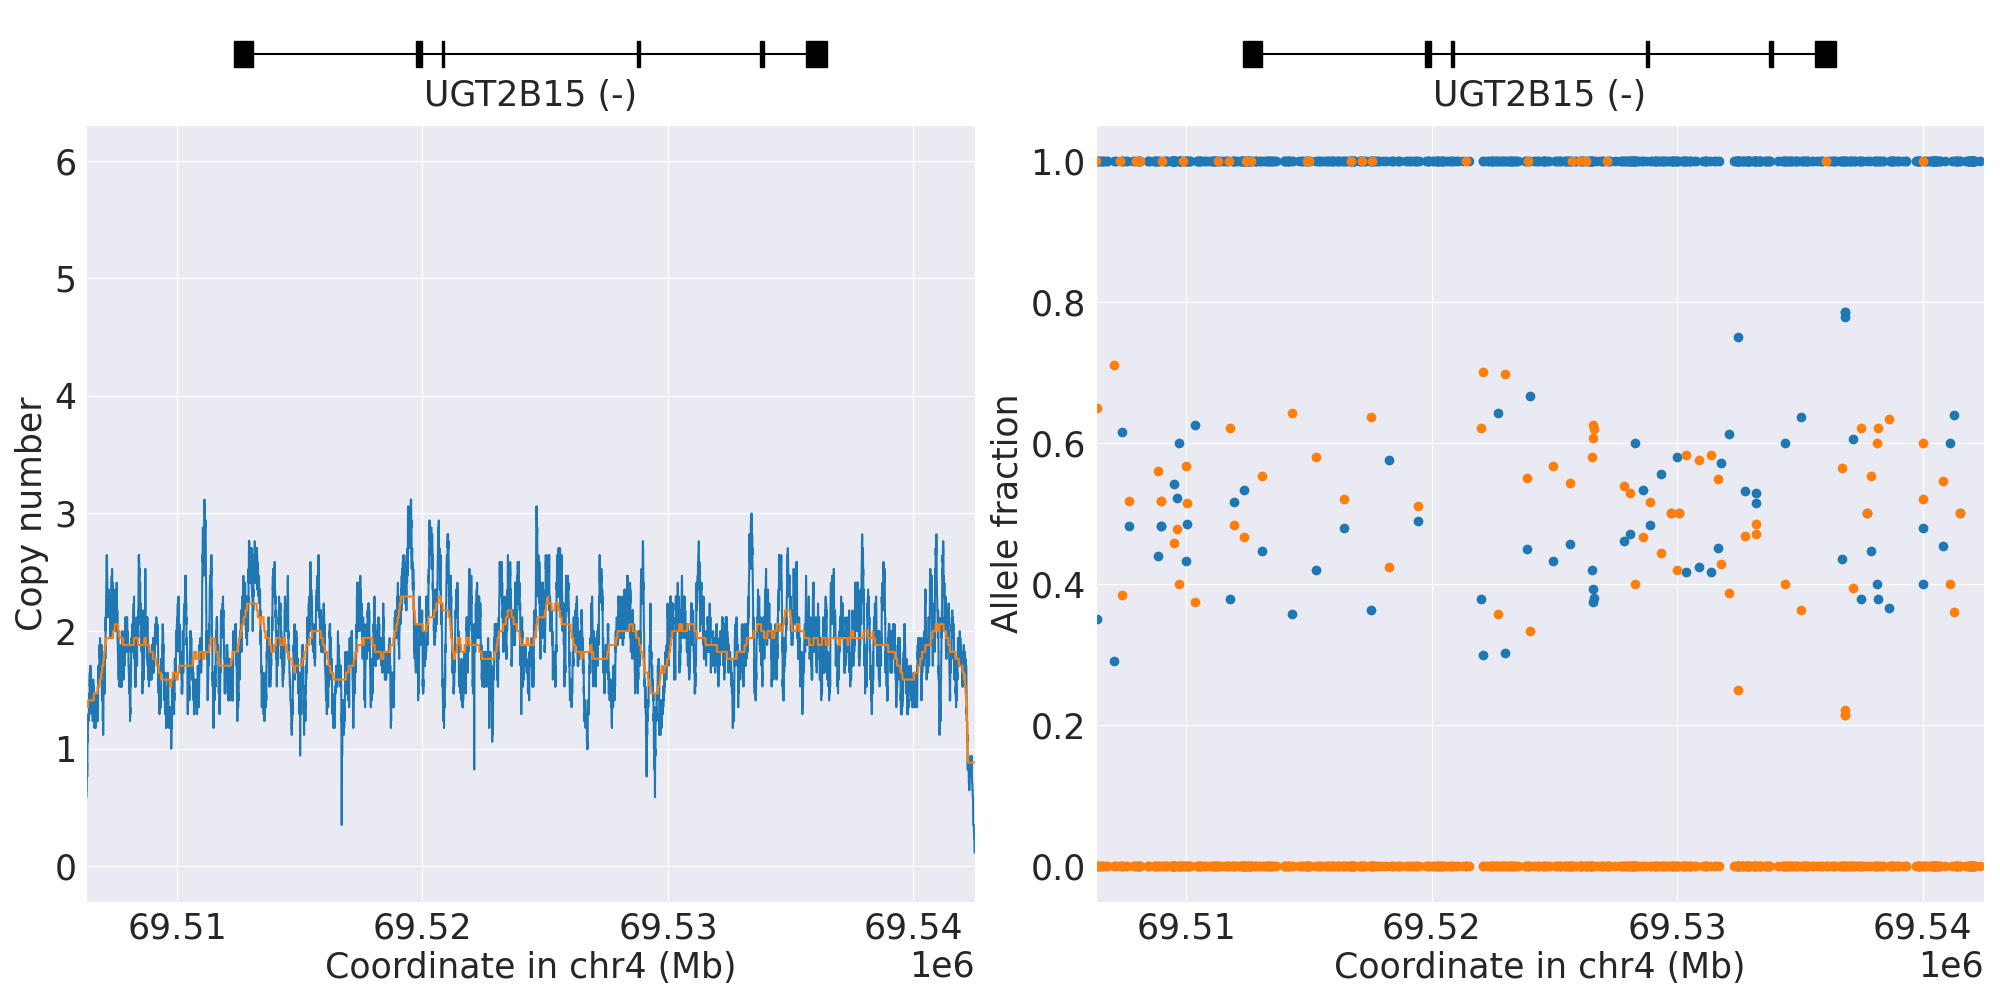 UGT2B15 (-)
6
5
4
3
2
1
0
Copy number
69.51 69.52 69.53 69.54
Coordinate in chr4 (Mb)
1e6
UGT2B15 (-)
1.0
0.8
0.6
0.4
0.2
0.0
Allele fraction
69.51 69.52 69.53 69.54
Coordinate in chr4 (Mb)
1e6